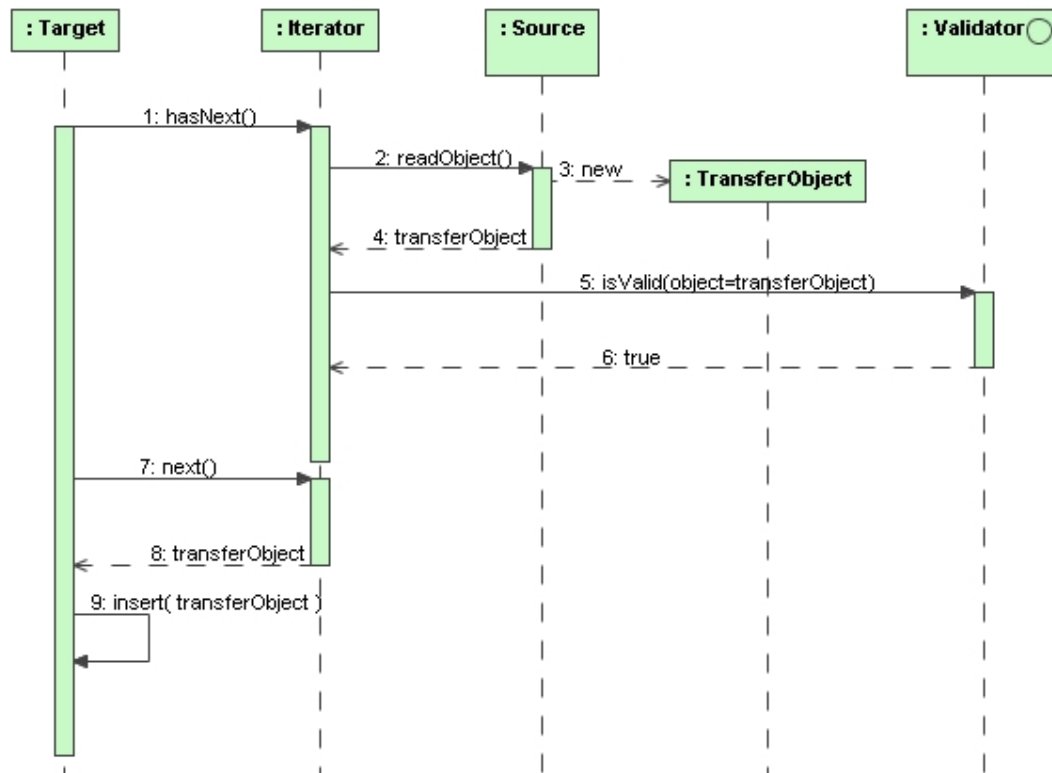 : Target
: Iterator
: Source
: Validator
1: hasNext()
2: readObject()
3: new
: TransferObject
4: transferObject
5: isValid(object=transferObject)
6: true
7: next()
8: transferObject
9: insert( transferObject )